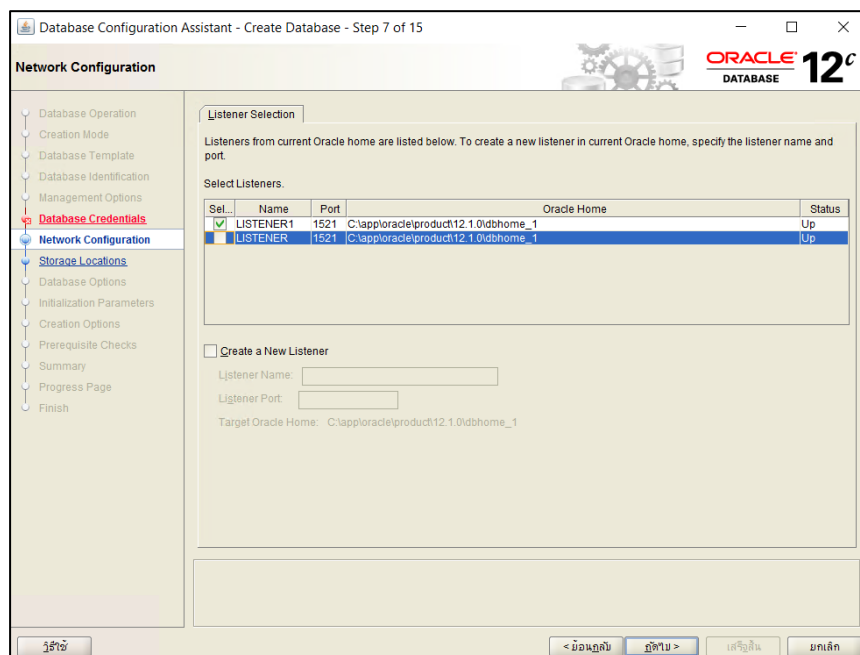 Database Configuration Assistant - Create Database - Step 7 of 15
Network Configuration
ORACLE
DATABASE
12c
Database Operation
Creation Mode
Database Template
Database Identification
Management Options
Database Credentials
Network Configuration
Storage Locations
Database Options
Initialization Parameters
Creation Options
Prerequisite Checks
Summary
Progress Page
Finish
Listener Selection
Listeners from current Oracle home are listed below. To create a new listener in current Oracle home, specify the listener name and
port.
Select Listeners.
Sel... Name Port Oracle Home Status
LISTENER1 1521 C:\app\oracle\product\12.1.0\dbhome_1 Up
LISTENER 1521 C:\app\oracle\product\12.1.0\dbhome_1 Up
Create a New Listener
Listener Name:
Listener Port:
Target Oracle Home: C:\app\oracle\product\12.1.0\dbhome_1
วิธีใช้ < ย้อนกลับ ถัดไป > เสร็จสิ้น ยกเลิก